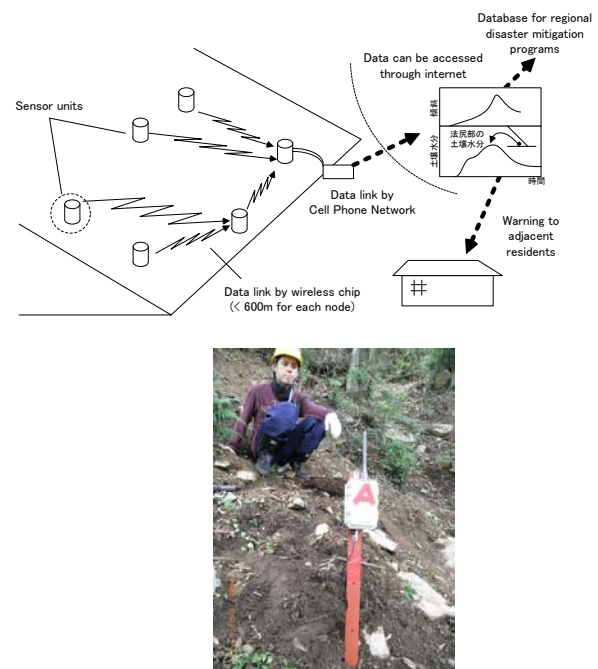 Database for regional
disaster mitigation
programs
Data can be accessed
through internet
Sensor units
傾斜
土壌水分
法尻部の
土壌水分
時間
Data link by
Cell Phone Network
Warning to
adjacent
residents
Data link by wireless chip
(< 600m for each node)
A